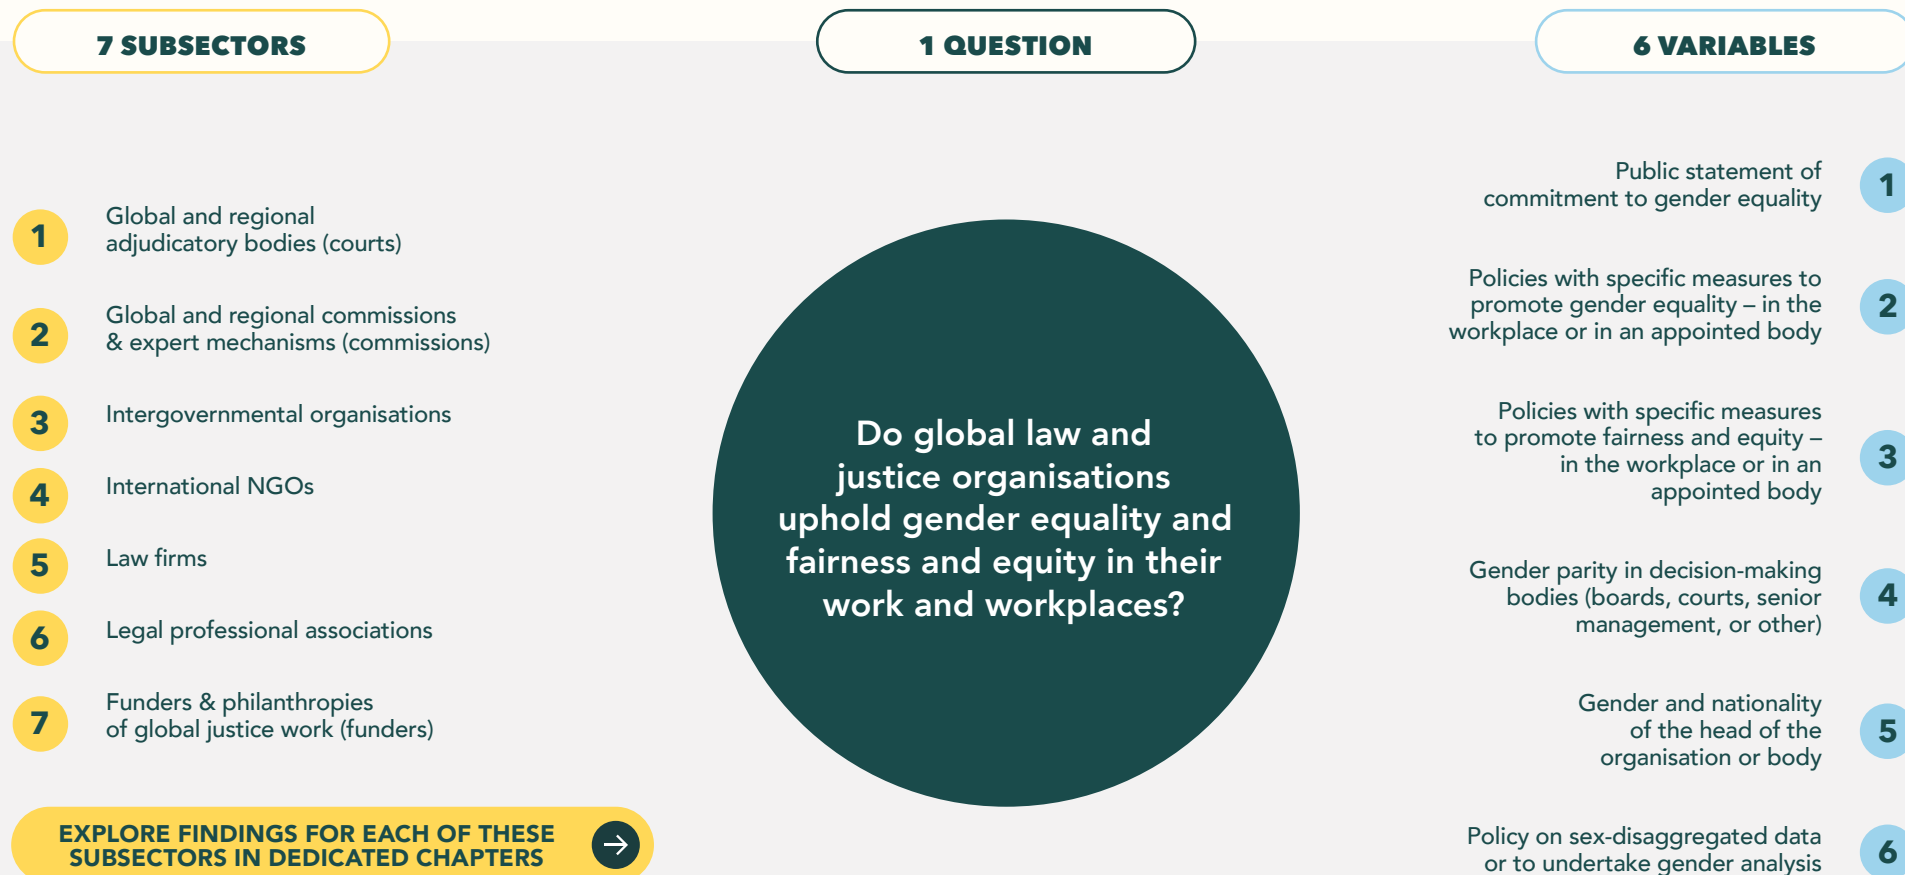 7 SUBSECTORS
1 QUESTION
6 VARIABLES
1
Global and regional
adjudicatory bodies (courts)
2
Global and regional commissions
& expert mechanisms (commissions)
3
Intergovernmental organisations
4
International NGOs
5
Law firms
6
Legal professional associations
7
Funders & philanthropies
of global justice work (funders)
EXPLORE FINDINGS FOR EACH OF THESE
SUBSECTORS IN DEDICATED CHAPTERS
Do global law and
justice organisations
uphold gender equality and
fairness and equity in their
work and workplaces?
Public statement of
commitment to gender equality
1
Policies with specific measures to
promote gender equality – in the
workplace or in an appointed body
2
Policies with specific measures
to promote fairness and equity –
in the workplace or in an
appointed body
3
Gender parity in decision-making
bodies (boards, courts, senior
management, or other)
4
Gender and nationality
of the head of the
organisation or body
5
Policy on sex-disaggregated data
or to undertake gender analysis
6